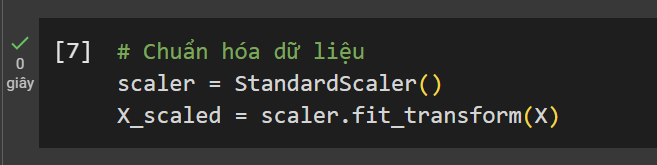 [7] # Chuẩn hóa dữ liệu
0
giây
scaler = StandardScaler()
X_scaled = scaler.fit_transform(X)